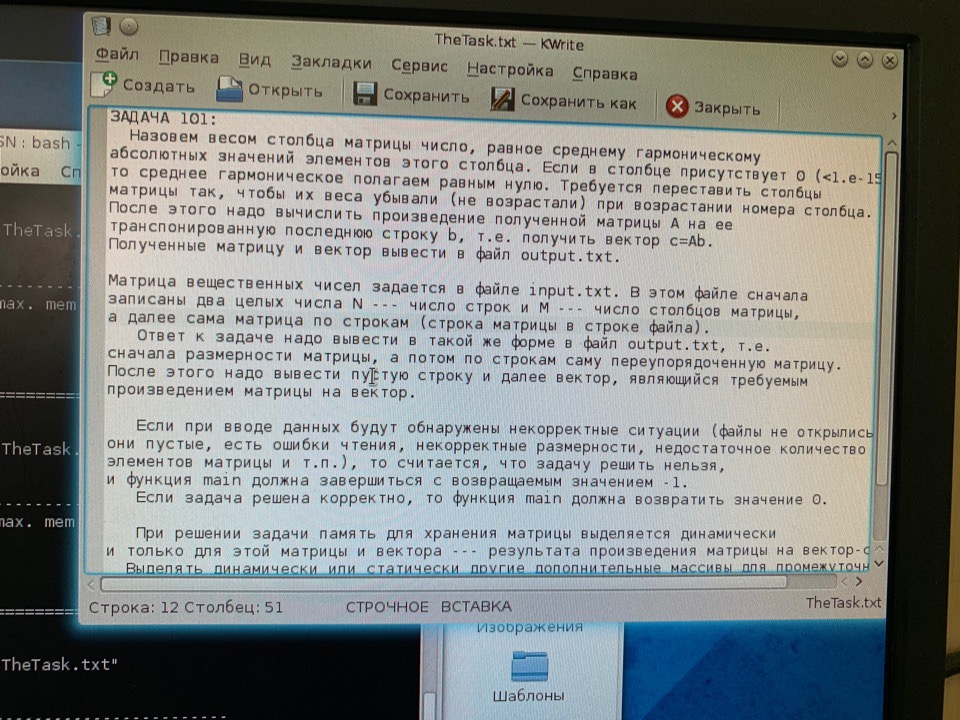 TheTask.txt — KWrite
Файл Правка Вид Закладки Сервис Настройка Справка
Создать Открыть Сохранить Сохранить как Закрыть
SN : bash -
ройка Сп
TheTask.
max. mem
TheTask.
max. mem
TheTask.txt"
ЗАДАЧА 101:
Назовем весом столбца матрицы число, равное среднему гармоническому
абсолютных значений элементов этого столбца. Если в столбце присутствует 0 (<1.e-15
то среднее гармоническое полагаем равным нулю. Требуется переставить столбцы
матрицы так, чтобы их веса убывали (не возрастали) при возрастании номера столбца.
После этого надо вычислить произведение полученной матрицы A на ее
транспонированную последнюю строку b, т.е. получить вектор c=Ab.
Полученные матрицу и вектор вывести в файл output.txt.
Матрица вещественных чисел задается в файле input.txt. В этом файле сначала
записаны два целых числа N --- число строк и M --- число столбцов матрицы,
а далее сама матрица по строкам (строка матрицы в строке файла).
Ответ к задаче надо вывести в такой же форме в файл output.txt, т.е.
сначала размерности матрицы, а потом по строкам саму переупорядоченную матрицу.
После этого надо вывести пустую строку и далее вектор, являющийся требуемым
произведением матрицы на вектор.
Если при вводе данных будут обнаружены некорректные ситуации (файлы не открылись
они пустые, есть ошибки чтения, некорректные размерности, недостаточное количество
элементов матрицы и т.п.), то считается, что задачу решить нельзя,
и функция main должна завершиться с возвращаемым значением -1.
Если задача решена корректно, то функция main должна возвратить значение 0.
При решении задачи память для хранения матрицы выделяется динамически
и только для этой матрицы и вектора --- результата произведения матрицы на вектор-с
Выделять динамически или статически другие дополнительные массивы для промежуточн
Строка: 12 Столбец: 51 СТРОЧНОЕ ВСТАВКА TheTask.txt
Изображения
Шаблоны